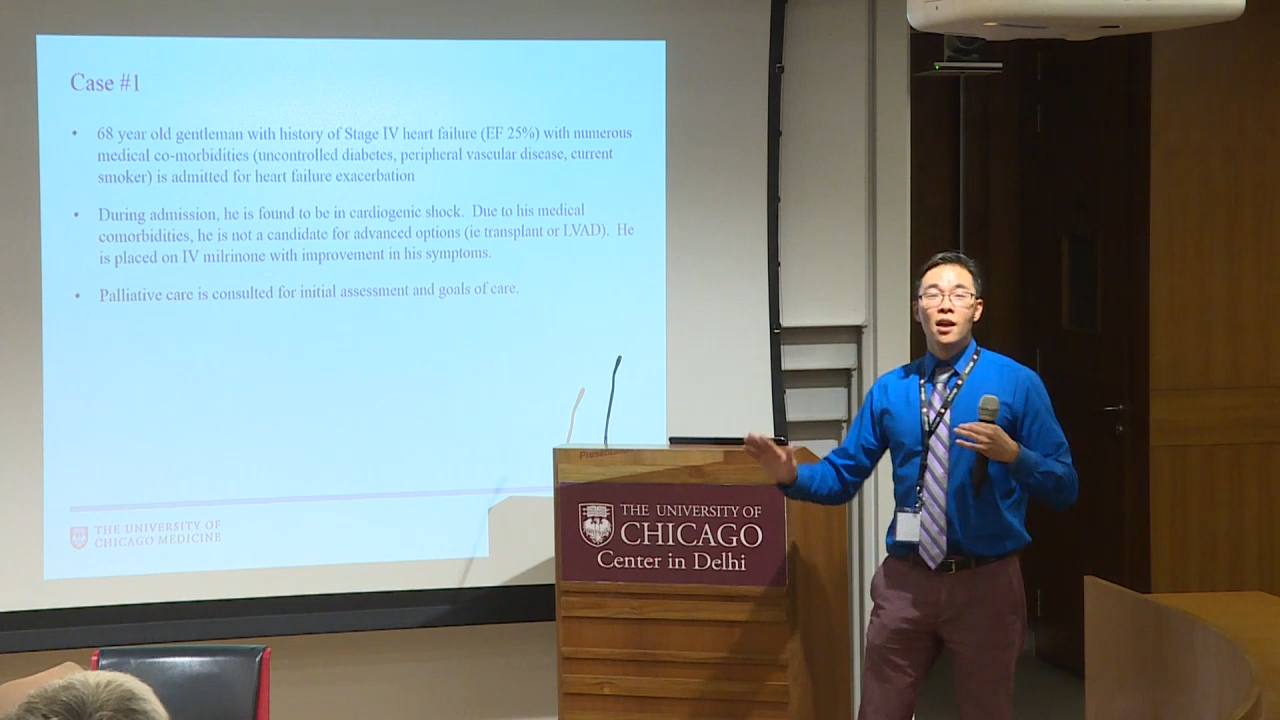 Case #1
• 68 year old gentleman with history of Stage IV heart failure (EF 25%) with numerous
medical co-morbidities (uncontrolled diabetes, peripheral vascular disease, current
smoker) is admitted for heart failure exacerbation
• During admission, he is found to be in cardiogenic shock. Due to his medical
comorbidities, he is not a candidate for advanced options (ie transplant or LVAD). He
is placed on IV milrinone with improvement in his symptoms.
• Palliative care is consulted for initial assessment and goals of care.
THE UNIVERSITY OF
CHICAGO MEDICINE
THE UNIVERSITY OF
CHICAGO
Center in Delhi